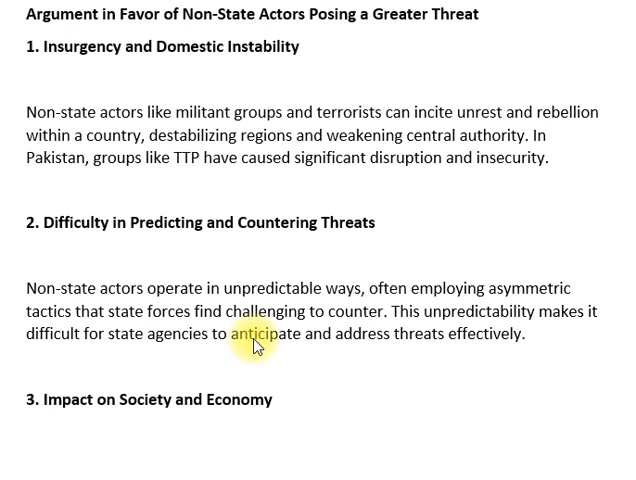 Argument in Favor of Non-State Actors Posing a Greater Threat
1. Insurgency and Domestic Instability
Non-state actors like militant groups and terrorists can incite unrest and rebellion
within a country, destabilizing regions and weakening central authority. In
Pakistan, groups like TTP have caused significant disruption and insecurity.
2. Difficulty in Predicting and Countering Threats
Non-state actors operate in unpredictable ways, often employing asymmetric
tactics that state forces find challenging to counter. This unpredictability makes it
difficult for state agencies to anticipate and address threats effectively.
3. Impact on Society and Economy